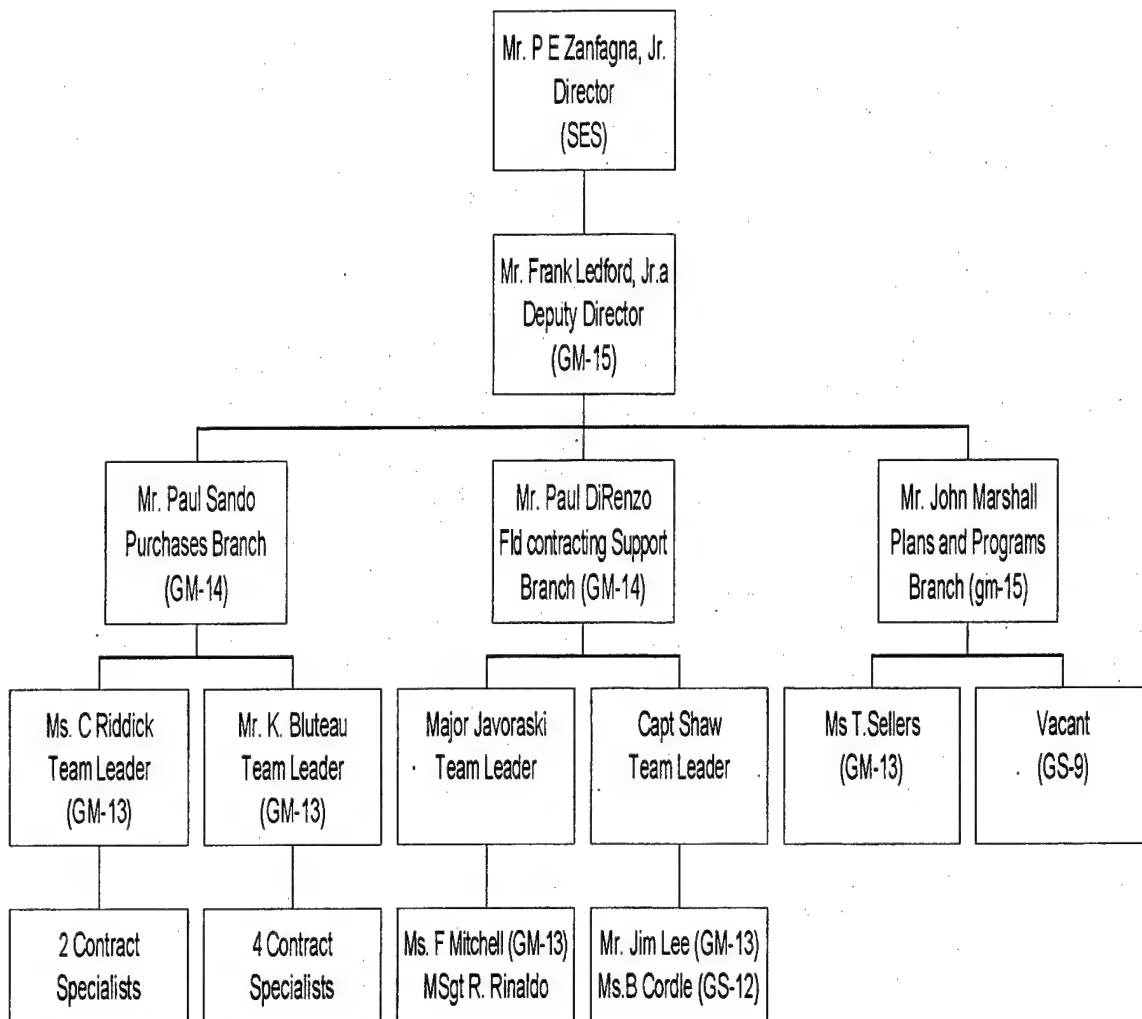 Mr. P E Zanfagna, Jr.
Director
(SES)
Mr. Frank Ledford, Jr.a
Deputy Director
(GM-15)
Mr. Paul Sando
Purchases Branch
(GM-14)
Mr. Paul DiRenzo
Fld contracting Support
Branch (GM-14)
Mr. John Marshall
Plans and Programs
Branch (gm-15)
Ms. C Riddick
Team Leader
(GM-13)
Mr. K. Bluteau
Team Leader
(GM-13)
Major Javoraski
Team Leader
Capt Shaw
Team Leader
Ms T.Sellers
(GM-13)
Vacant
(GS-9)
2 Contract
Specialists
4 Contract
Specialists
Ms. F Mitchell (GM-13)
MSgt R. Rinaldo
Mr. Jim Lee (GM-13)
Ms.B Cordle (GS-12)